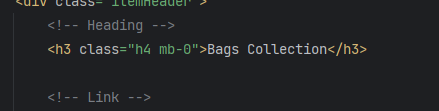 <div class="itemHeader">
<!-- Heading -->
<h3 class="h4 mb-0">Bags Collection</h3>
<!-- Link -->